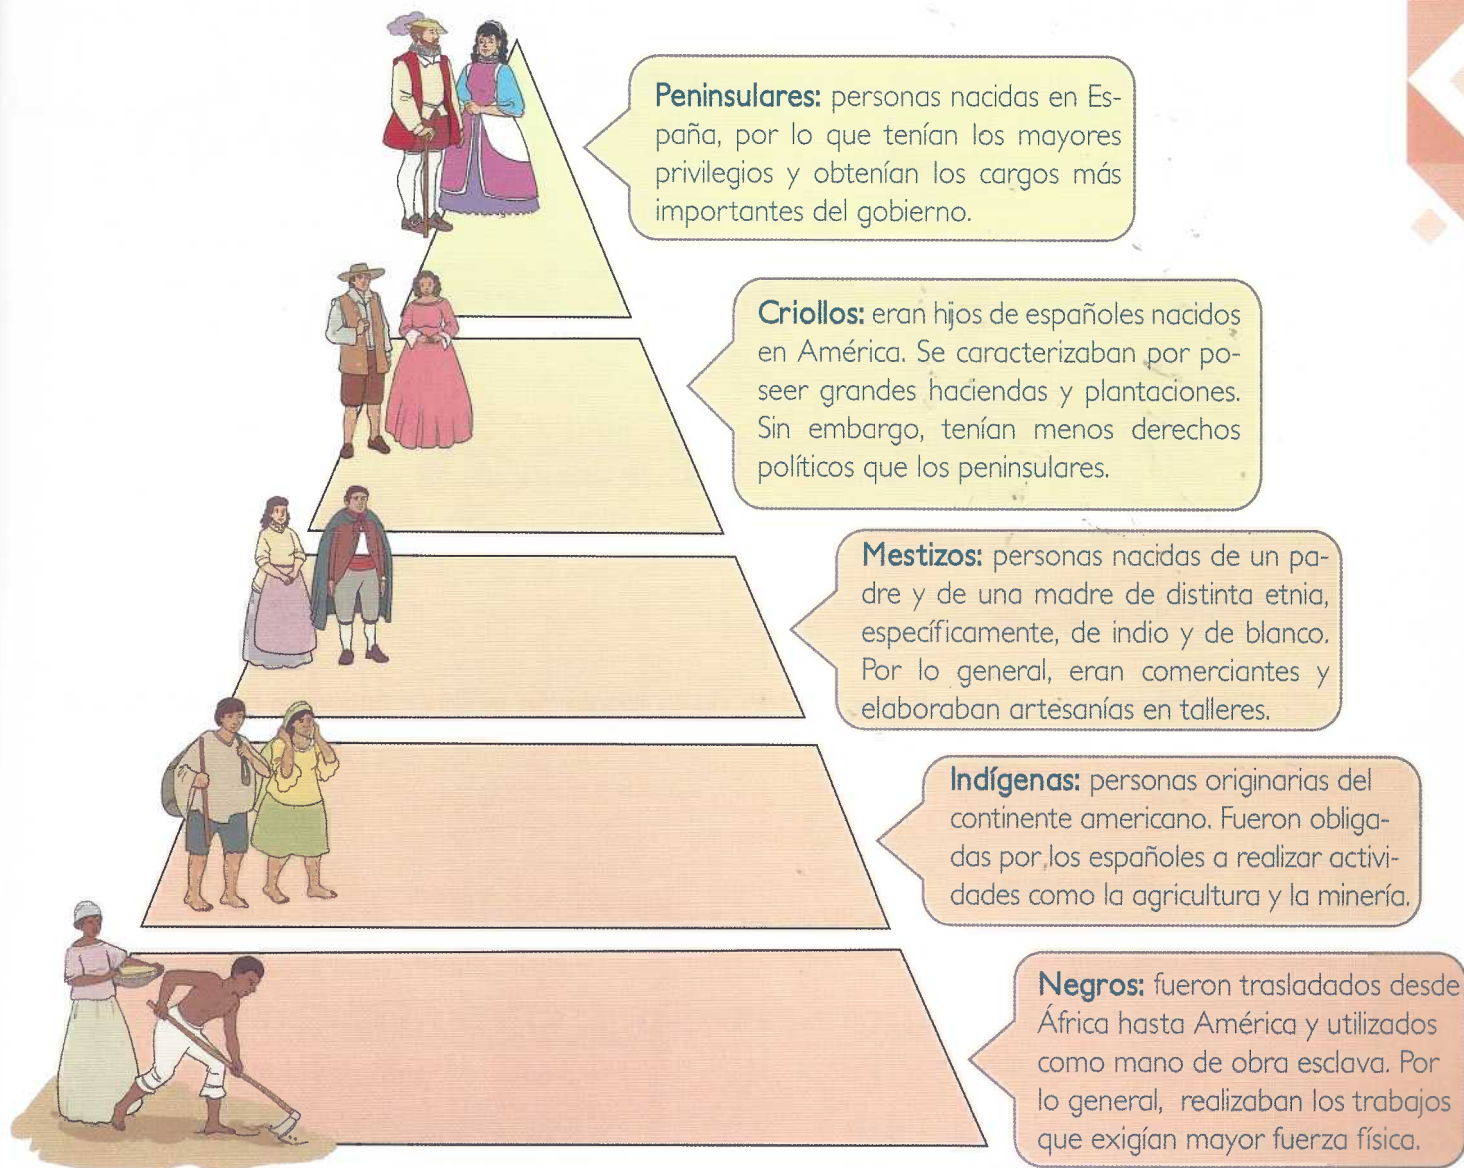 Peninsulares: personas nacidas en Es-
paña, por lo que tenían los mayores
privilegios y obtenían los cargos más
importantes del gobierno.
Criollos: eran hijos de españoles nacidos
en América. Se caracterizaban por po-
seer grandes haciendas y plantaciones.
Sin embargo, tenían menos derechos
políticos que los peninsulares.
Mestizos: personas nacidas de un pa-
dre y de una madre de distinta etnia,
específicamente, de indio y de blanco.
Por lo general, eran comerciantes y
elaboraban artesanías en talleres.
Indígenas: personas originarias del
continente americano. Fueron obliga-
das por los españoles a realizar activi-
dades como la agricultura y la minería.
Negros: fueron trasladados desde
África hasta América y utilizados
como mano de obra esclava. Por
lo general, realizaban los trabajos
que exigían mayor fuerza física.